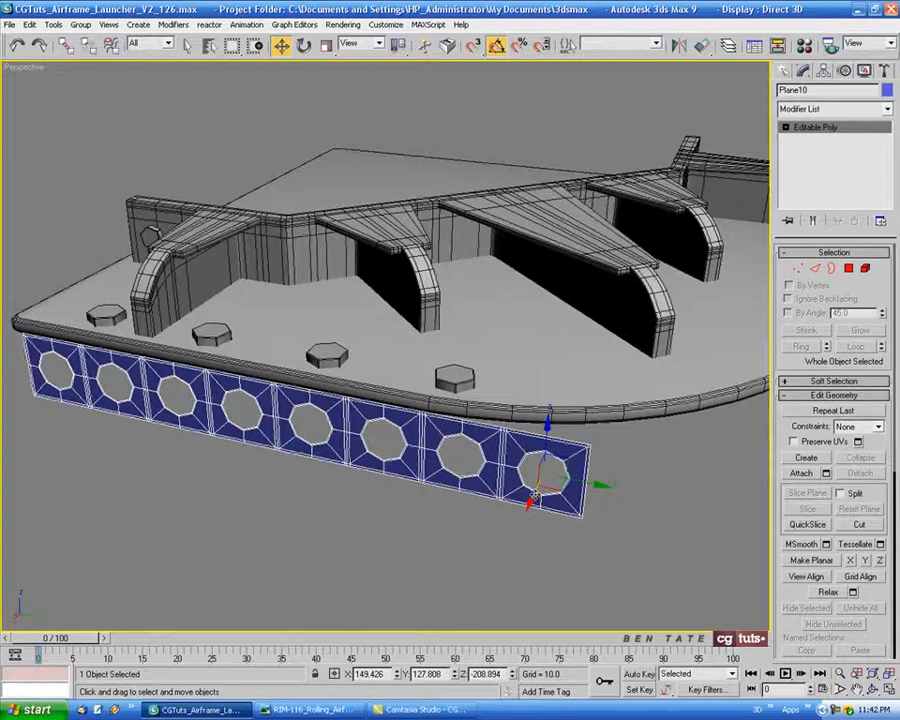 CGTuts_Airframe_Launcher_V2_126.max - Project Folder: C:\Documents and Settings\HP_Administrator\My Documents\3dsmax - Autodesk 3ds Max 9 - Display : Direct 3D
File Edit Tools Group Views Create Modifiers reactor Animation Graph Editors Rendering Customize MAXScript Help
All View View
Perspective
Plane10
Modifier List
Editable Poly
Selection
By Vertex
Ignore Backfacing
By Angle: 45.0
Shrink Grow
Ring Loop
Whole Object Selected
Soft Selection
Edit Geometry
Repeat Last
Constraints: None
Preserve UVs
Create Collapse
Attach Detach
Slice Plane Split
Slice Reset Plane
QuickSlice Cut
MSmooth Tessellate
Make Planar X Y Z
View Align Grid Align
Relax
Hide Selected Unhide All
Hide Unselected
Named Selections:
Copy Paste
z
0 / 100
BEN TATE cg tuts+
0 5 10 15 20 25 30 35 40 45 50 55 60 65 70 75 80 85 90 95 100
1 Object Selected X 149.426 Y 127.808 Z -208.894 Grid = 10.0 Auto Key Selected
Click and drag to select and move objects Add Time Tag Set Key Key Filters... 0
start CGTuts_Airframe_La... RIM-116_Rolling_Airf... Camtasia Studio - CG... 3D Apps 11:42 PM